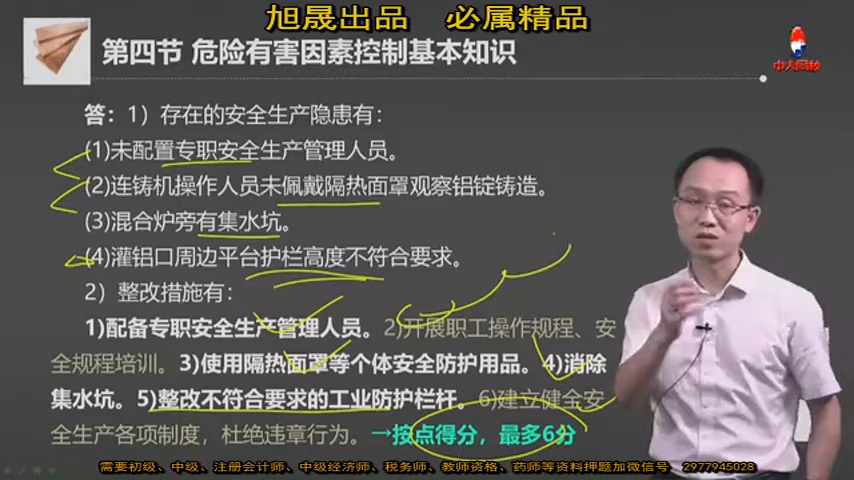 旭晟出品 必属精品
第四节 危险有害因素控制基本知识
中大网校
答：1）存在的安全生产隐患有：
(1)未配置专职安全生产管理人员。
(2)连铸机操作人员未佩戴隔热面罩观察铝锭铸造。
(3)混合炉旁有集水坑。
(4)灌铝口周边平台护栏高度不符合要求。
2）整改措施有：
1)配备专职安全生产管理人员。2)开展职工操作规程、安
全规程培训。3)使用隔热面罩等个体安全防护用品。4)消除
集水坑。5)整改不符合要求的工业防护栏杆。6)建立健全安
全生产各项制度，杜绝违章行为。→按点得分，最多6分
需要初级、中级、注册会计师、中级经济师、税务师、教师资格、药师等资料押题加微信号 2977945028